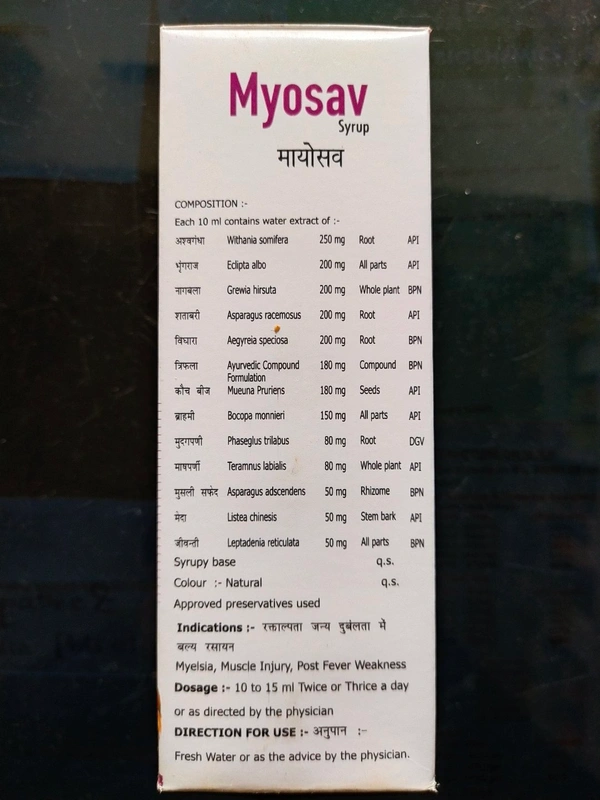 Myosav
Syrup
मायोसव
COMPOSITION :-
Each 10 ml contains water extract of :-
अश्वगंधा Withania somifera 250 mg Root API
भृंगराज Eclipta albo 200 mg All parts API
नागबला Grewia hirsuta 200 mg Whole plant BPN
शताबरी Asparagus racemosus 200 mg Root API
विधारा Aegyreia speciosa 200 mg Root BPN
त्रिफला Ayurvedic Compound 180 mg Compound BPN
Formulation
कौच बीज Mueuna Pruriens 180 mg Seeds API
ब्राहमी Bocopa monnieri 150 mg All parts API
मुदगपणी Phaseglus trilabus 80 mg Root DGV
माषपर्णी Teramnus labialis 80 mg Whole plant API
मुसली सफेद Asparagus adscendens 50 mg Rhizome BPN
मेदा Listea chinesis 50 mg Stem bark API
जीवन्ती Leptadenia reticulata 50 mg All parts BPN
Syrupy base q.s.
Colour :- Natural q.s.
Approved preservatives used
Indications :- रक्ताल्पता जन्य दुर्बलता में
बल्य रसायन
Myelsia, Muscle Injury, Post Fever Weakness
Dosage :- 10 to 15 ml Twice or Thrice a day
or as directed by the physician
DIRECTION FOR USE :- अनुपान :-
Fresh Water or as the advice by the physician.